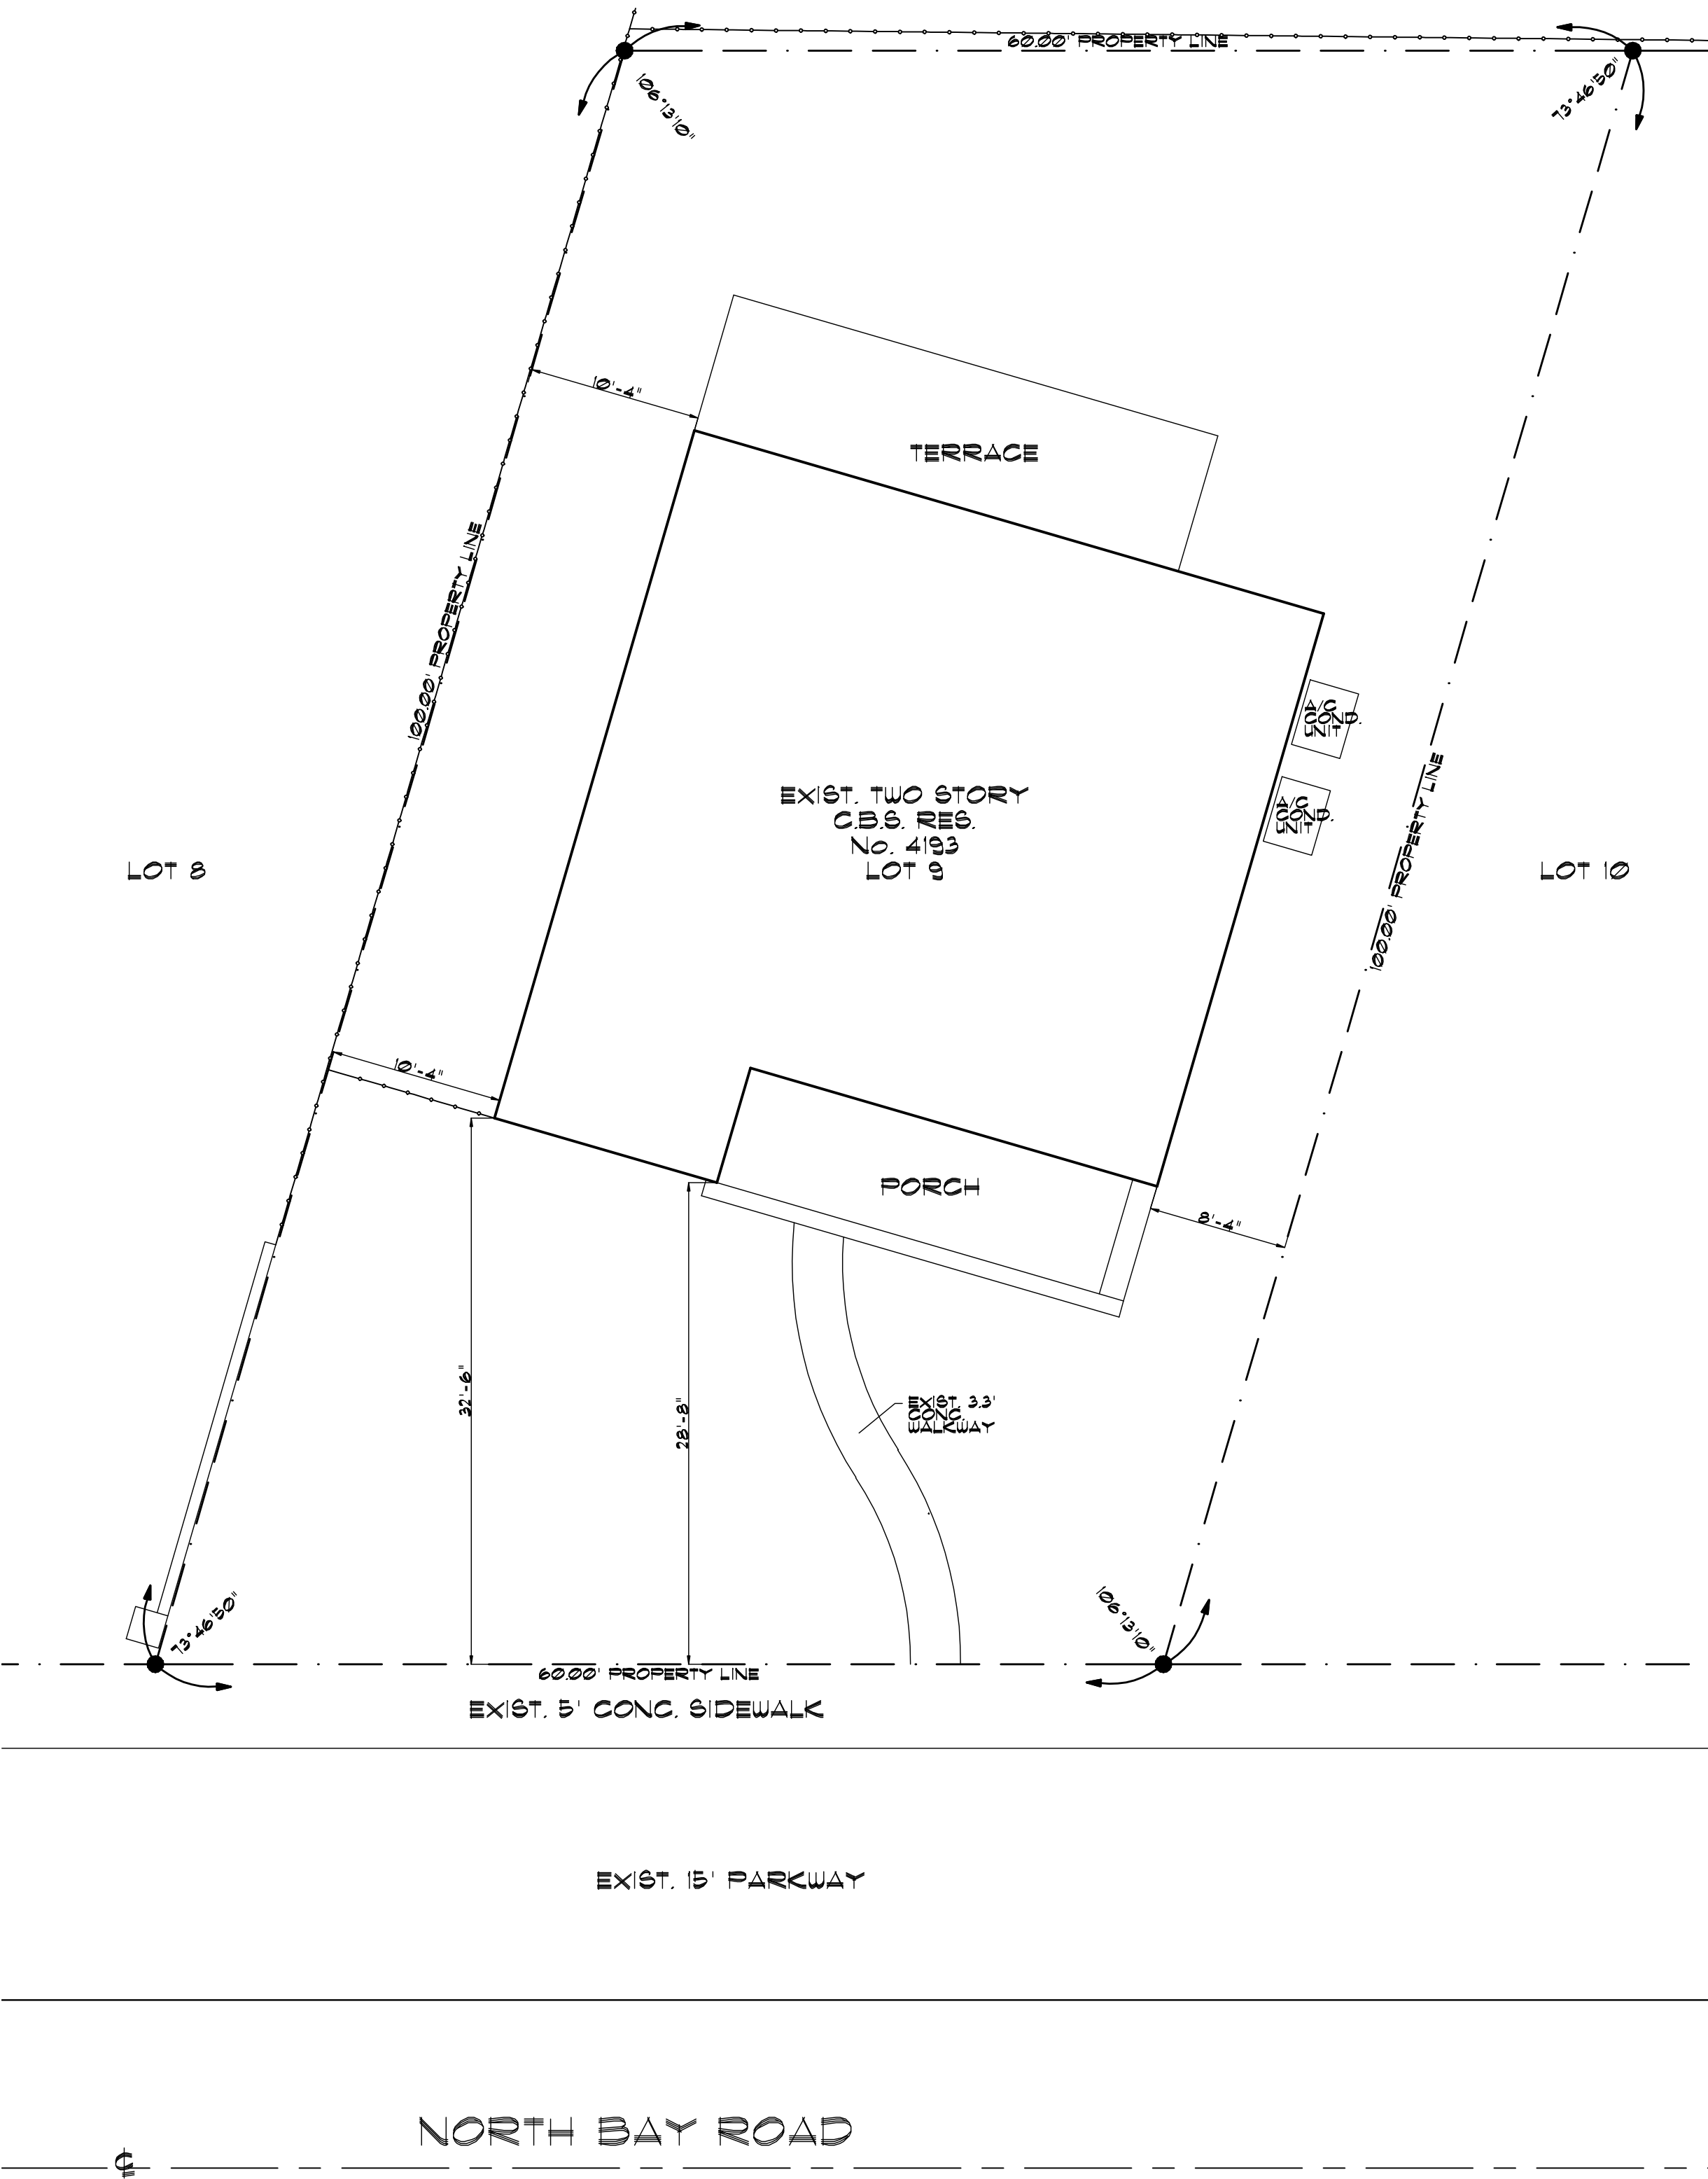 60.00' PROPERTY LINE
106°13'10"
73°46'50"
10'-4"
TERRACE
100.00' PROPERTY LINE
A/C
COND.
UNIT
A/C
COND.
UNIT
EXIST. TWO STORY
C.B.S. RES.
No. 4193
LOT 9
LOT 8
LOT 10
100.00' PROPERTY LINE
10'-4"
PORCH
8'-4"
32'-6"
28'-8"
EXIST. 3.3'
CONC.
WALKWAY
73°46'50"
106°13'10"
60.00' PROPERTY LINE
EXIST. 5' CONC. SIDEWALK
EXIST. 15' PARKWAY
NORTH BAY ROAD
℄